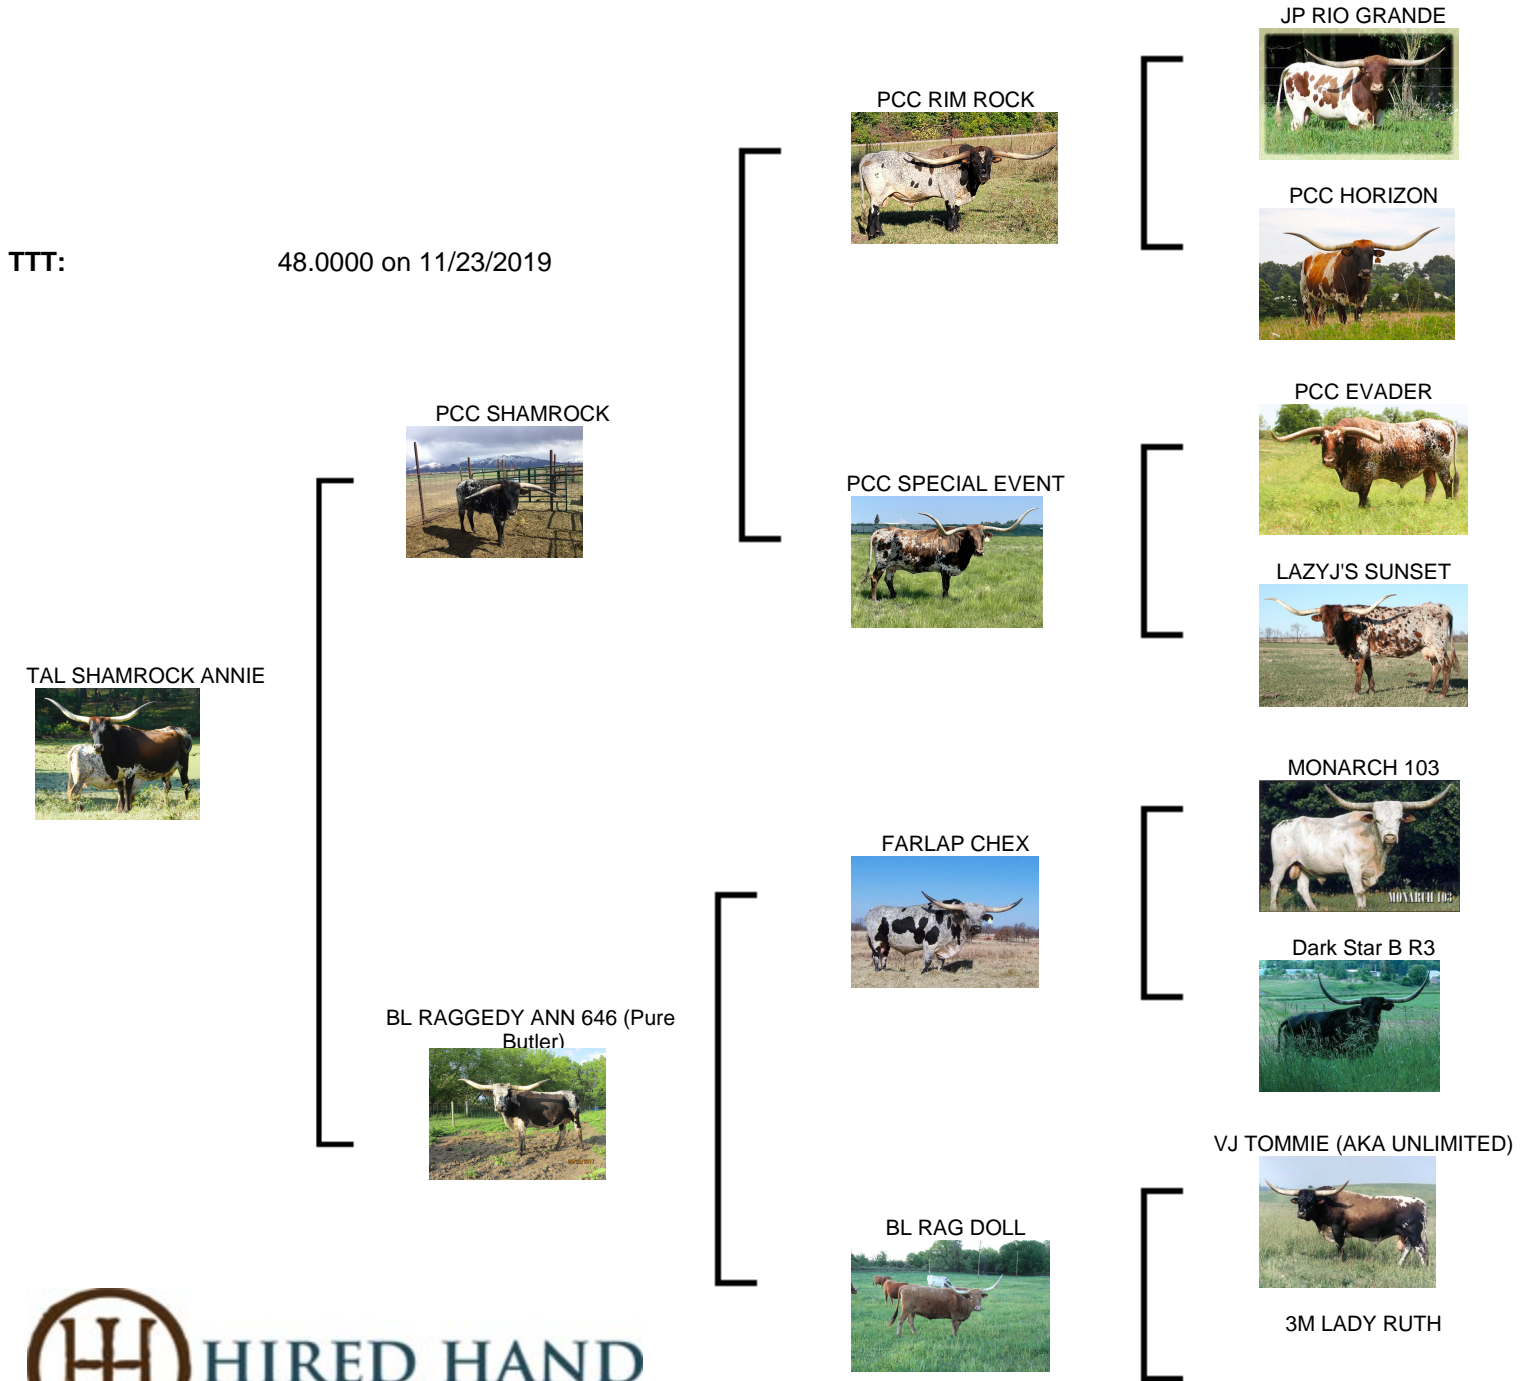 JP RIO GRANDE
PCC RIM ROCK
PCC HORIZON
TTT: 48.0000 on 11/23/2019
PCC EVADER
PCC SHAMROCK
PCC SPECIAL EVENT
LAZYJ'S SUNSET
TAL SHAMROCK ANNIE
MONARCH 103
FARLAP CHEX
MONARCH 103
Dark Star B R3
BL RAGGEDY ANN 646 (Pure
Butler)
VJ TOMMIE (AKA UNLIMITED)
BL RAG DOLL
3M LADY RUTH
HIRED HAND